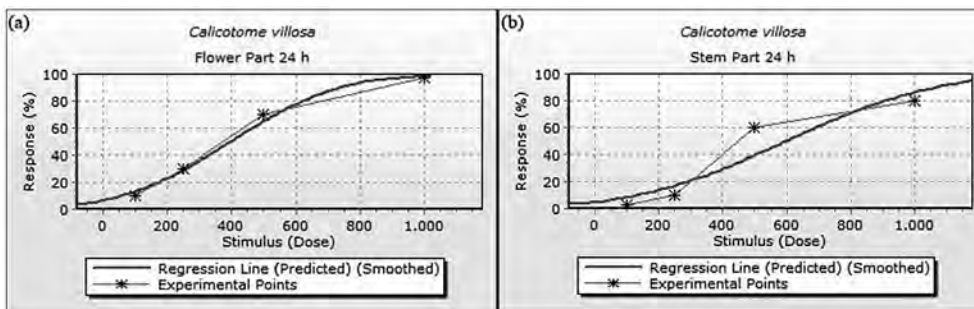 (a)
Calicotome villosa
Flower Part 24 h
Response (%)
100
80
60
40
20
0
0 200 400 600 800 1.000
Stimulus (Dose)
Regression Line (Predicted) (Smoothed)
Experimental Points
(b)
Calicotome villosa
Stem Part 24 h
Response (%)
100
80
60
40
20
0
0 200 400 600 800 1.000
Stimulus (Dose)
Regression Line (Predicted) (Smoothed)
Experimental Points